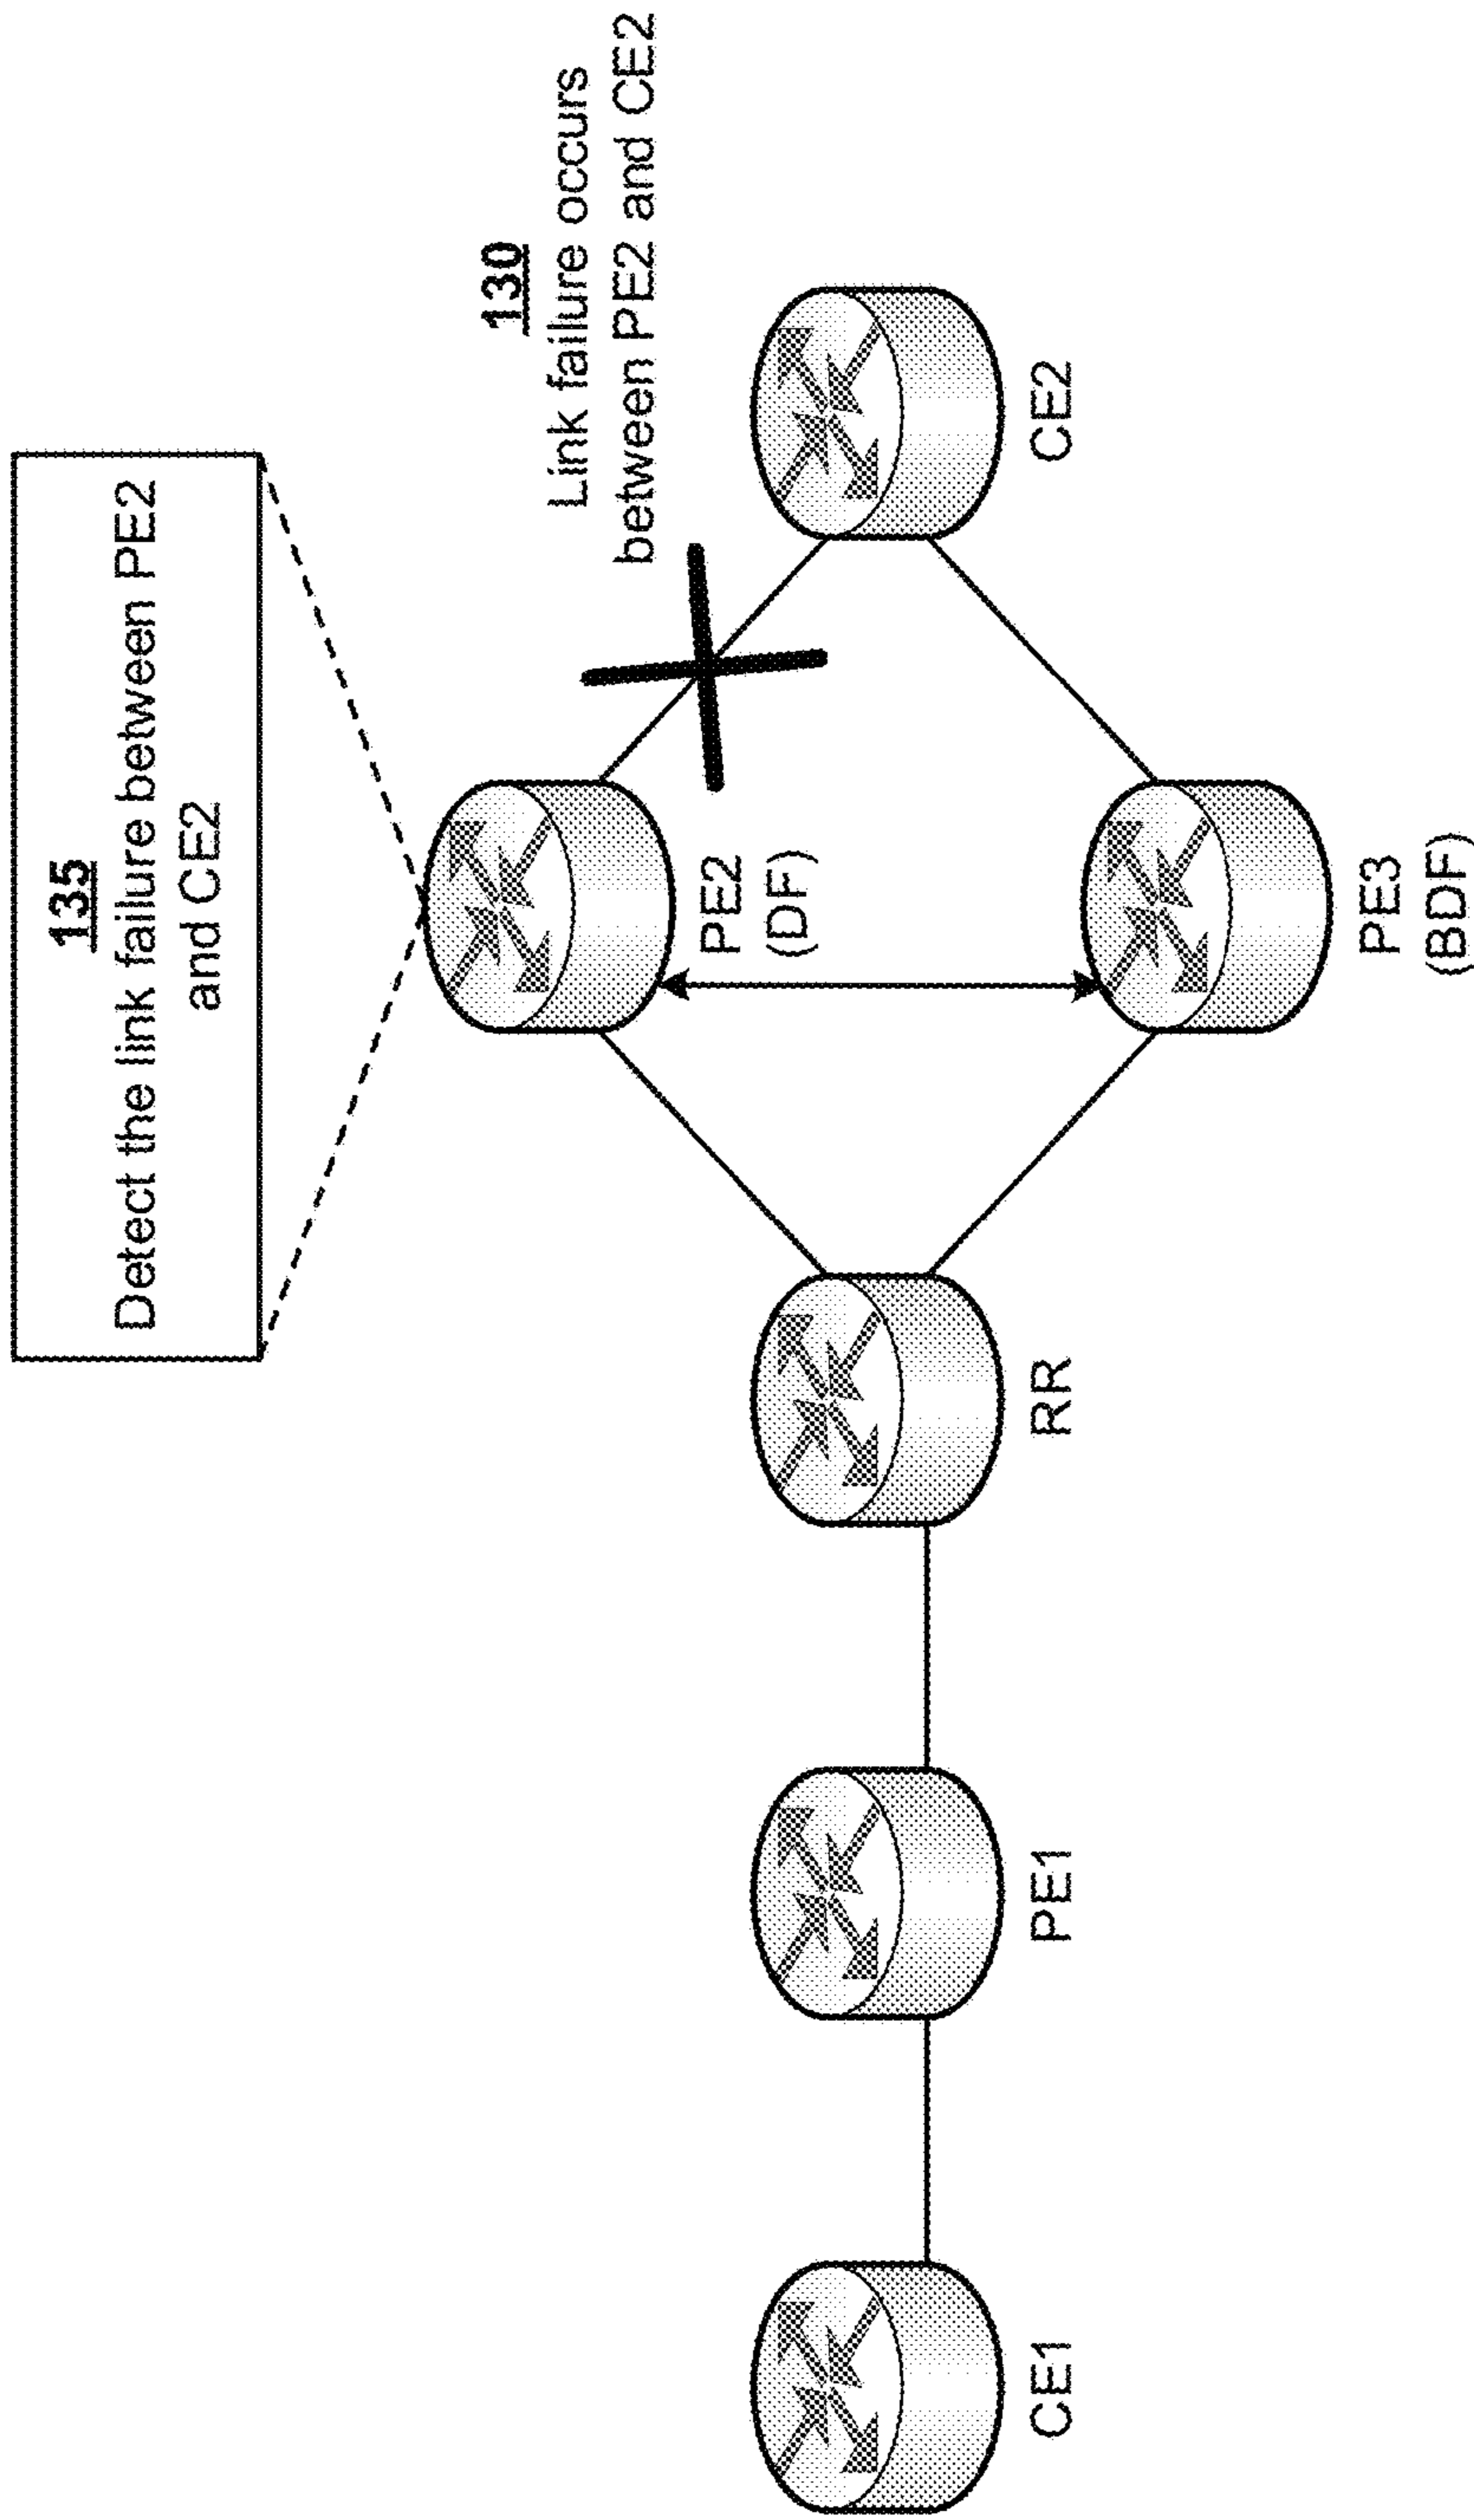 135
Detect the link failure between PE2
and CE2
130
Link failure occurs
between PE2 and CE2
PE2
(DF)
CE1
PE1
RR
CE2
PE3
(BDF)